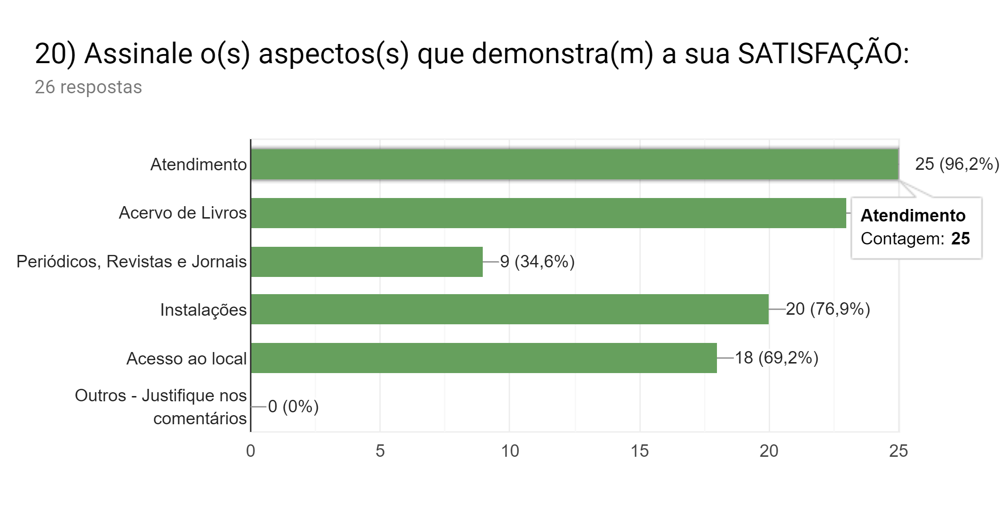 20) Assinale o(s) aspectos(s) que demonstra(m) a sua SATISFAÇÃO:
26 respostas
Atendimento
25 (96,2%)
Acervo de Livros
Atendimento
Contagem: 25
Periódicos, Revistas e Jornais
9 (34,6%)
Instalações
20 (76,9%)
Acesso ao local
18 (69,2%)
Outros - Justifique nos
comentários
0 (0%)
0 5 10 15 20 25